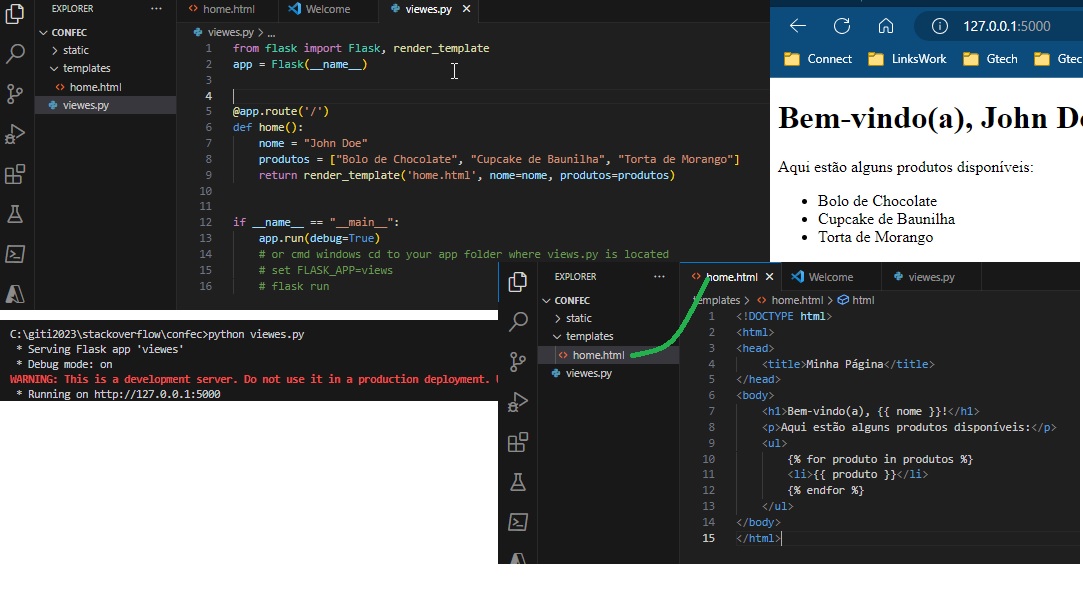 EXPLORER
CONFEC
static
templates
home.html
viewes.py
home.html
Welcome
viewes.py
viewes.py > ...
1 from flask import Flask, render_template
2 app = Flask(__name__)
3
4
5 @app.route('/')
6 def home():
7 nome = "John Doe"
8 produtos = ["Bolo de Chocolate", "Cupcake de Baunilha", "Torta de Morango"]
9 return render_template('home.html', nome=nome, produtos=produtos)
10
11
12 if __name__ == "__main__":
13 app.run(debug=True)
14 # or cmd windows cd to your app folder where views.py is located
15 # set FLASK_APP=views
16 # flask run
127.0.0.1:5000
Connect
LinksWork
Gtech
Gtec
Bem-vindo(a), John D
Aqui estão alguns produtos disponíveis:
• Bolo de Chocolate
• Cupcake de Baunilha
• Torta de Morango
C:\giti2023\stackoverflow\confec>python viewes.py
* Serving Flask app 'viewes'
* Debug mode: on
WARNING: This is a development server. Do not use it in a production deployment.
* Running on http://127.0.0.1:5000
EXPLORER
CONFEC
static
templates
home.html
viewes.py
home.html
Welcome
viewes.py
templates > home.html > html
1 <!DOCTYPE html>
2 <html>
3 <head>
4 <title>Minha Página</title>
5 </head>
6 <body>
7 <h1>Bem-vindo(a), {{ nome }}!</h1>
8 <p>Aqui estão alguns produtos disponíveis:</p>
9 <ul>
10 {% for produto in produtos %}
11 <li>{{ produto }}</li>
12 {% endfor %}
13 </ul>
14 </body>
15 </html>